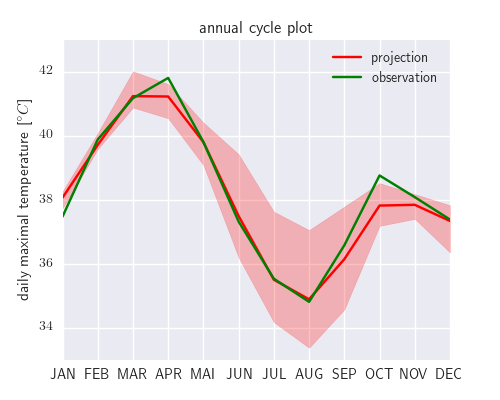 annual cycle plot
projection
observation
daily maximal temperature [°C]
42
40
38
36
34
JAN FEB MAR APR MAI JUN JUL AUG SEP OCT NOV DEC